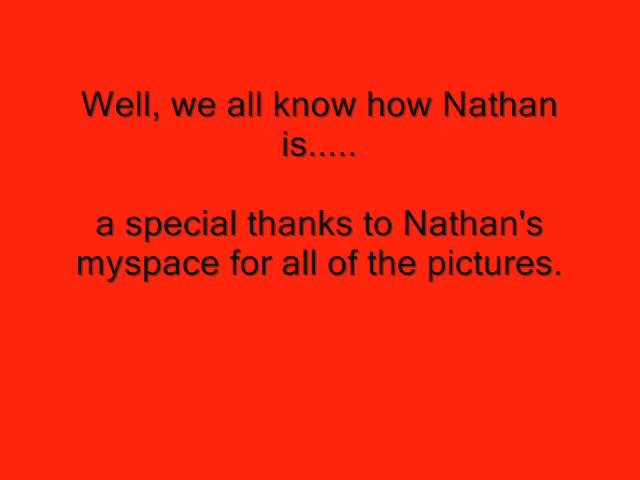 Well, we all know how Nathan
is.....
a special thanks to Nathan's
myspace for all of the pictures.